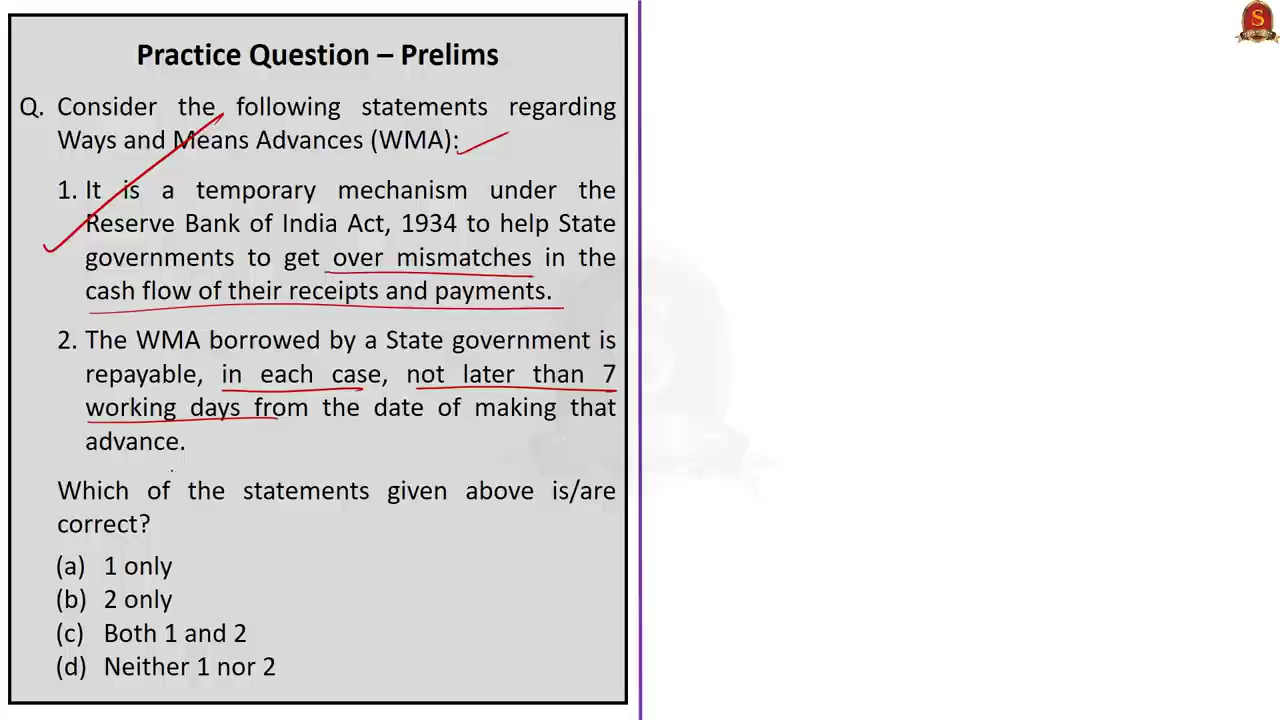 Practice Question – Prelims
Q. Consider the following statements regarding
Ways and Means Advances (WMA):
1. It is a temporary mechanism under the
Reserve Bank of India Act, 1934 to help State
governments to get over mismatches in the
cash flow of their receipts and payments.
2. The WMA borrowed by a State government is
repayable, in each case, not later than 7
working days from the date of making that
advance.
Which of the statements given above is/are
correct?
(a) 1 only
(b) 2 only
(c) Both 1 and 2
(d) Neither 1 nor 2
S